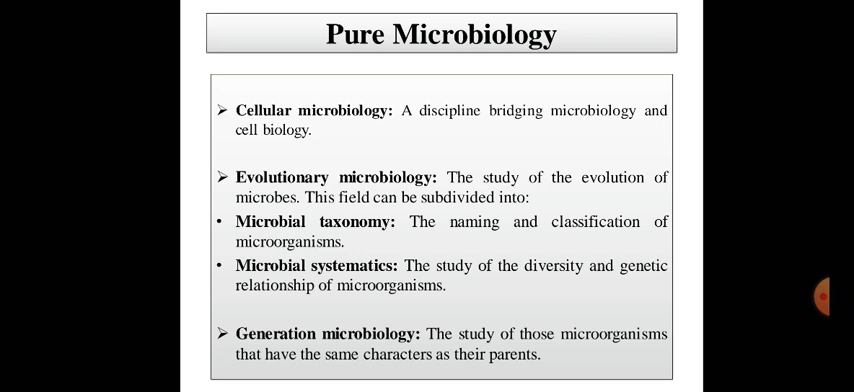 Pure Microbiology
➢ Cellular microbiology: A discipline bridging microbiology and
cell biology.
➢ Evolutionary microbiology: The study of the evolution of
microbes. This field can be subdivided into:
• Microbial taxonomy: The naming and classification of
microorganisms.
• Microbial systematics: The study of the diversity and genetic
relationship of microorganisms.
➢ Generation microbiology: The study of those microorganisms
that have the same characters as their parents.